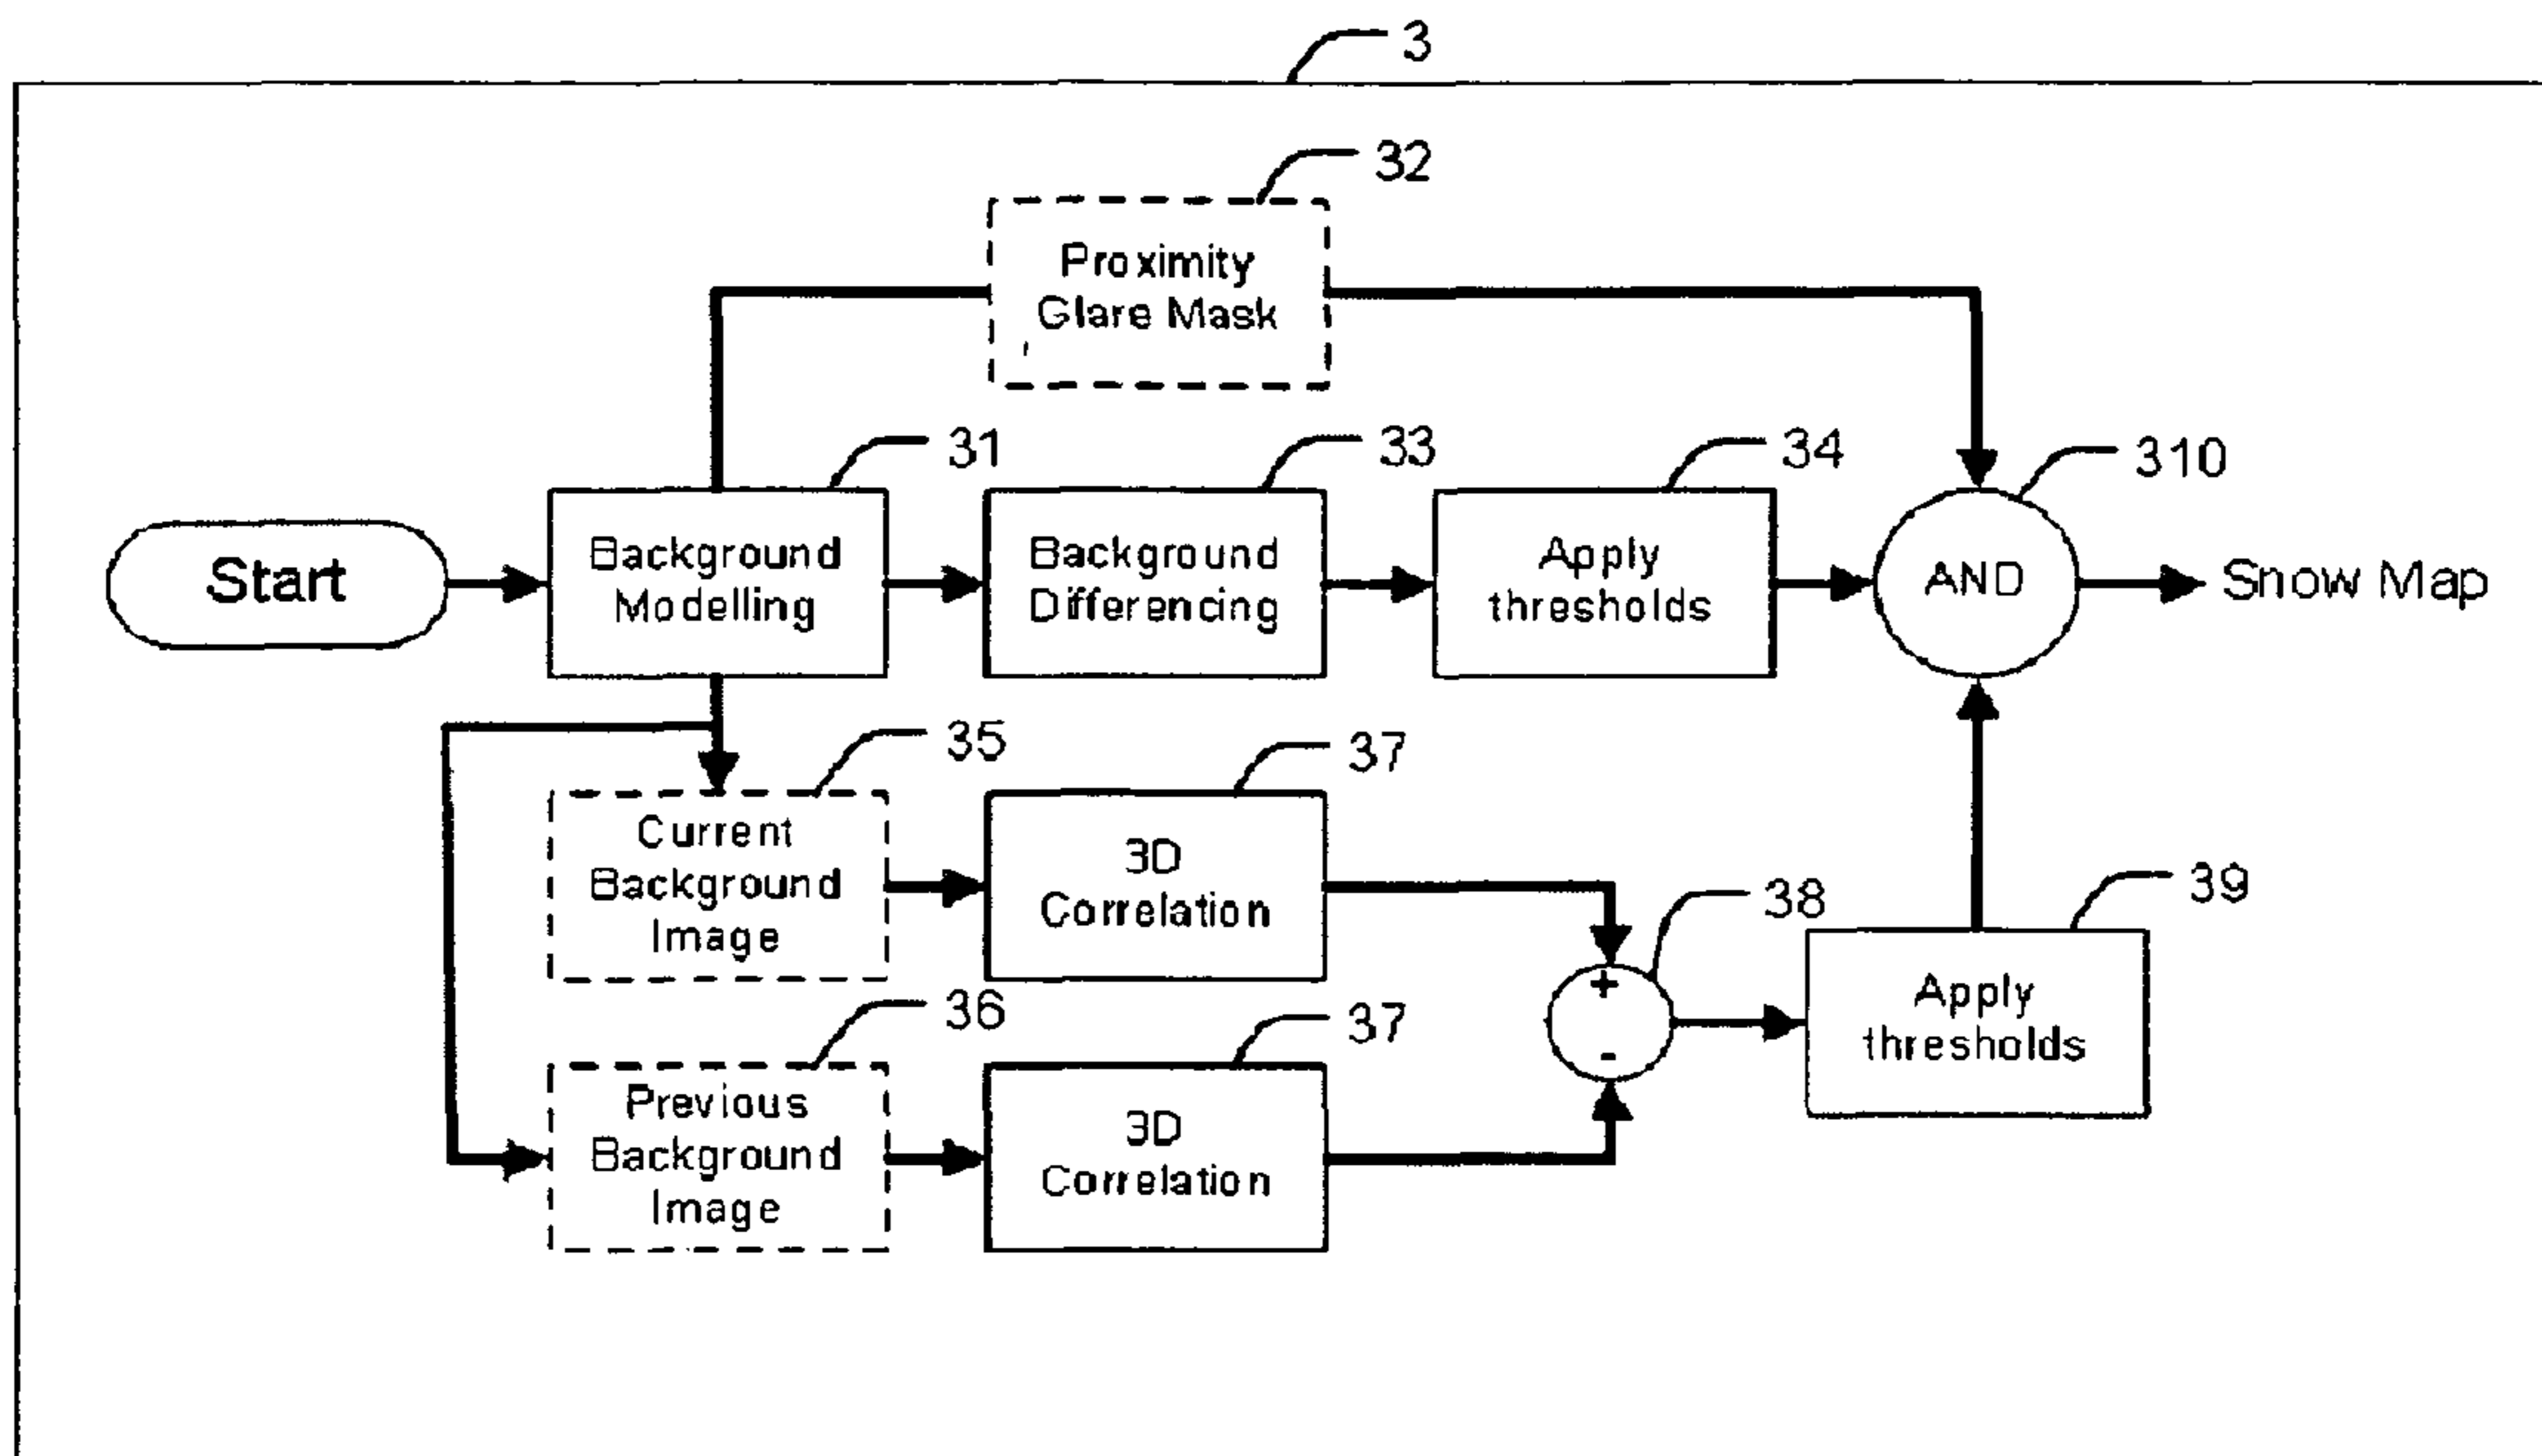 3
32
Proximity
Glare Mask
31
33
34
310
Start
Background
Modelling
Background
Differencing
Apply
thresholds
AND
Snow Map
35
37
Current
Background
Image
3D
Correlation
38
39
+
-
Apply
thresholds
36
37
Previous
Background
Image
3D
Correlation